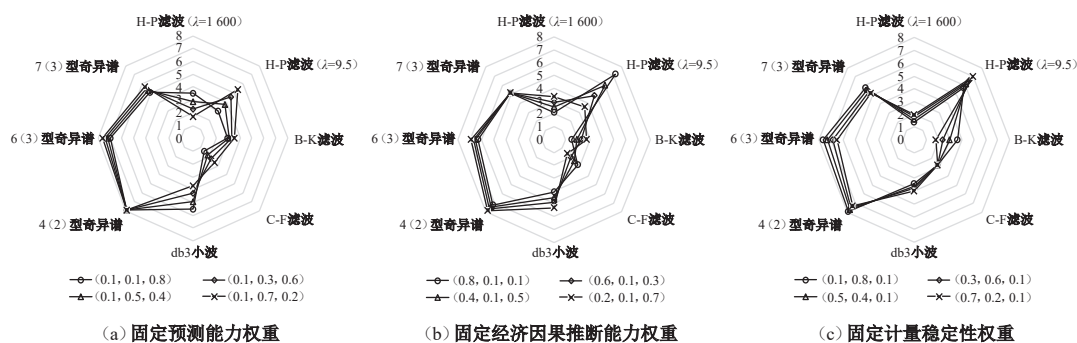 H-P滤波(λ=1 600)
7(3)型奇异谱
H-P滤波(λ=9.5)
8
7
6
5
4
3
2
1
0
6(3)型奇异谱
B-K滤波
4(2)型奇异谱
C-F滤波
db3小波
(0.1, 0.1, 0.8)
(0.1, 0.3, 0.6)
(0.1, 0.5, 0.4)
(0.1, 0.7, 0.2)
(a)固定预测能力权重
H-P滤波(λ=1 600)
7(3)型奇异谱
H-P滤波(λ=9.5)
8
7
6
5
4
3
2
1
0
6(3)型奇异谱
B-K滤波
4(2)型奇异谱
C-F滤波
db3小波
(0.8, 0.1, 0.1)
(0.6, 0.1, 0.3)
(0.4, 0.1, 0.5)
(0.2, 0.1, 0.7)
(b)固定经济因果推断能力权重
H-P滤波(λ=1 600)
7(3)型奇异谱
H-P滤波(λ=9.5)
8
7
6
5
4
3
2
1
0
6(3)型奇异谱
B-K滤波
4(2)型奇异谱
C-F滤波
db3小波
(0.1, 0.8, 0.1)
(0.3, 0.6, 0.1)
(0.5, 0.4, 0.1)
(0.7, 0.2, 0.1)
(c)固定计量稳定性权重